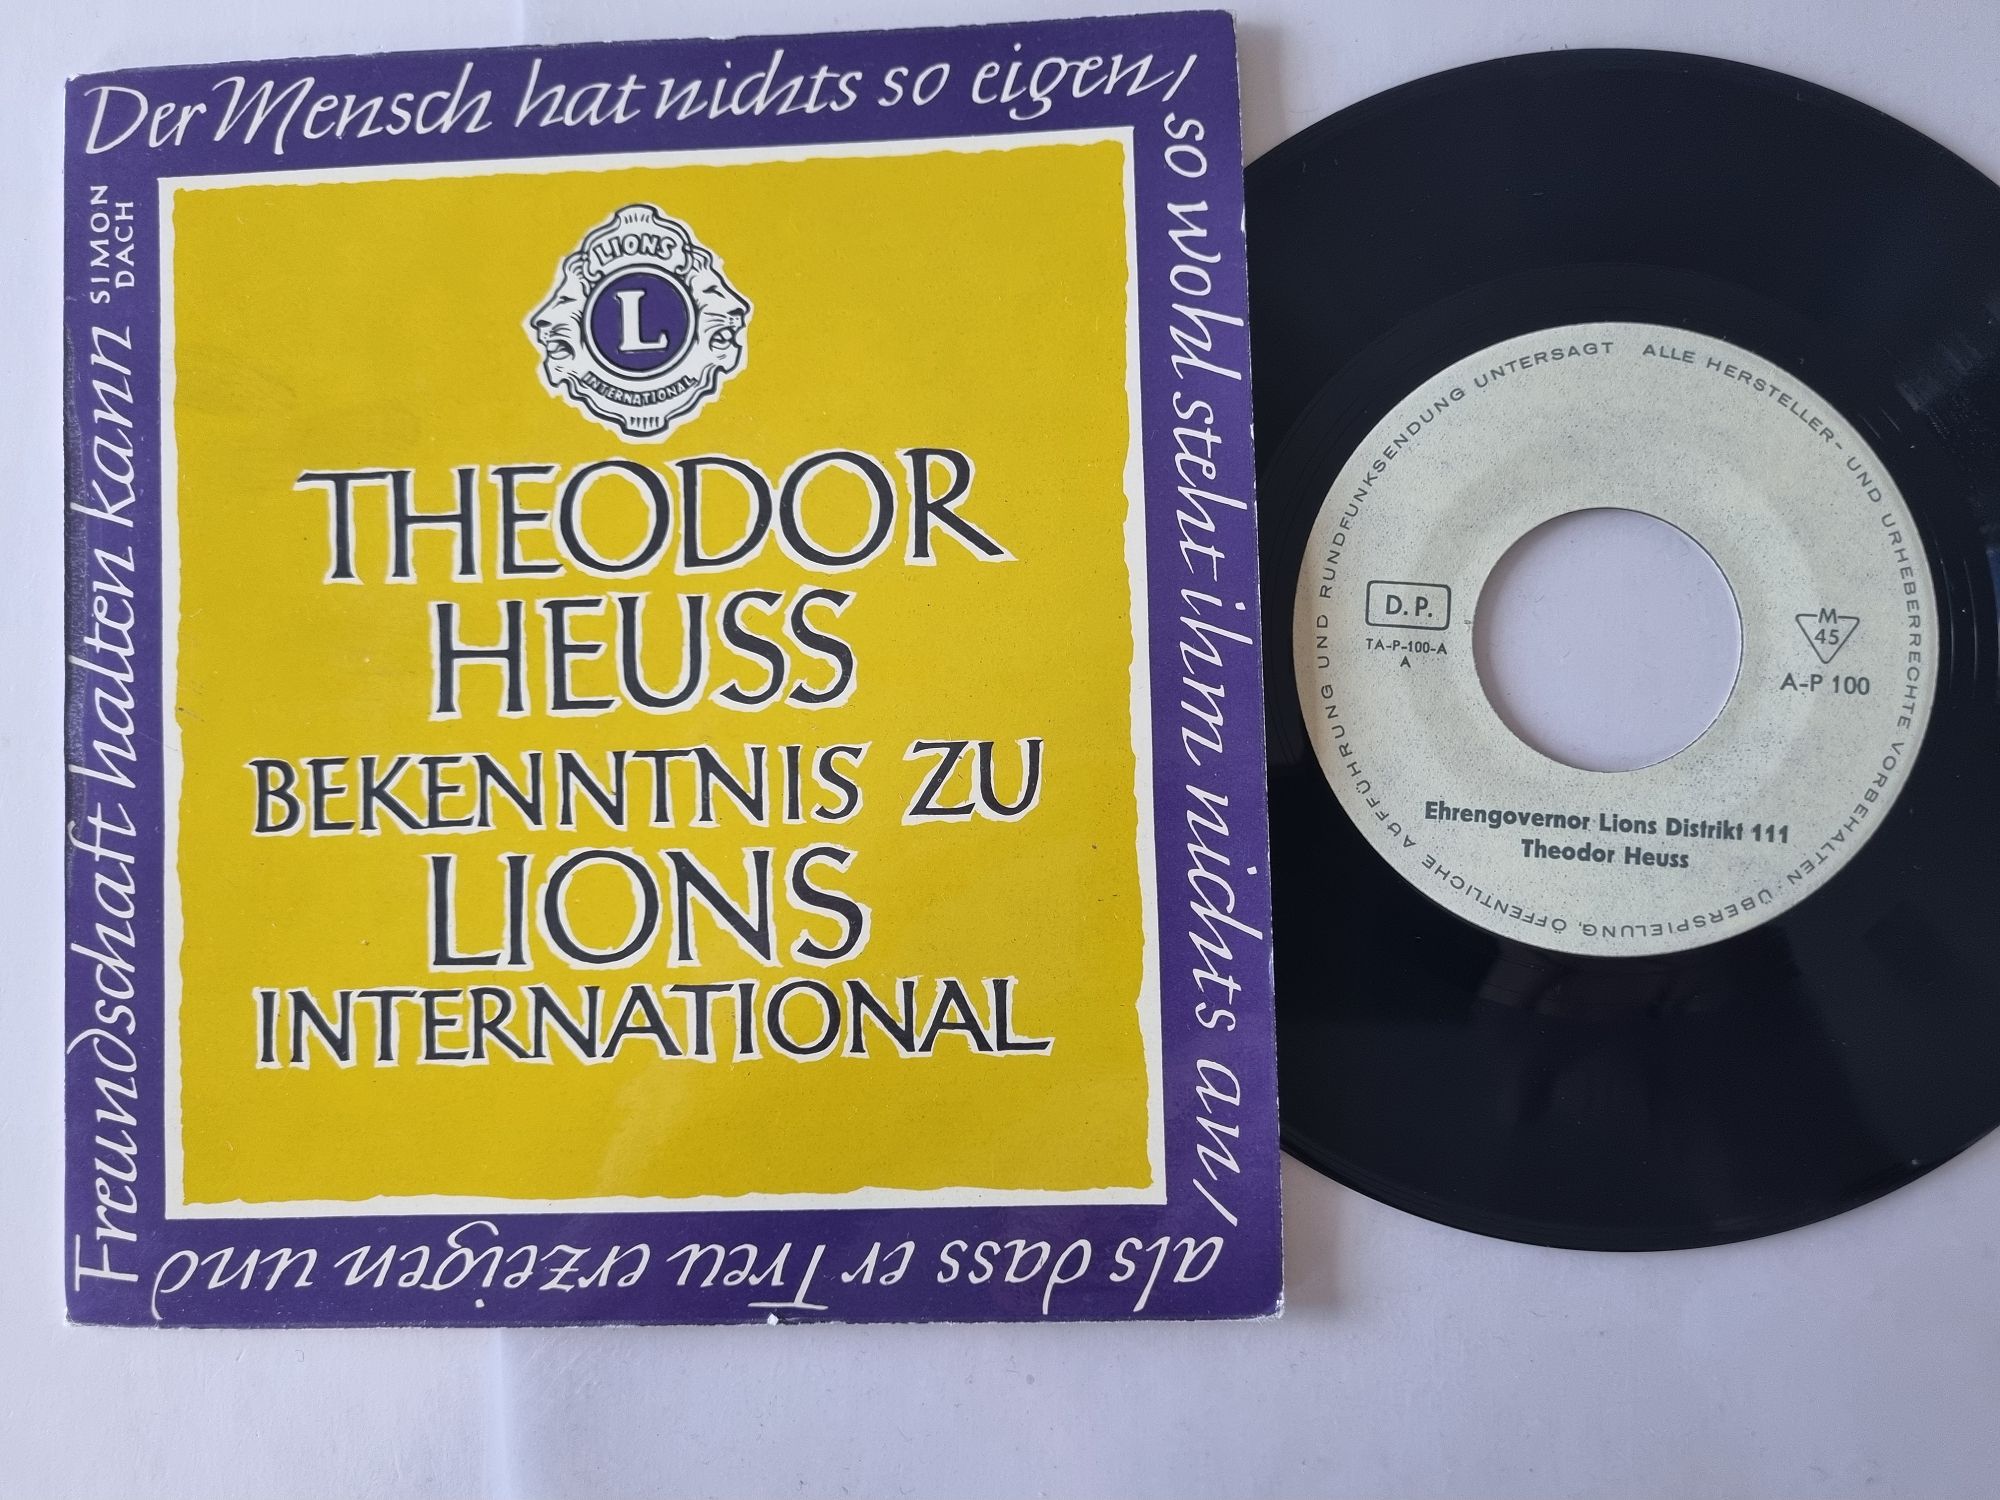 Der Mensch hat nichts so eigen,
so wohl steht ihm nichts an,
als dass er Treu erzeigen und
Freundschaft halten kann
SIMON
DACH
LIONS
L
INTERNATIONAL
THEODOR
HEUSS
BEKENNTNIS ZU
LIONS
INTERNATIONAL
ALLE HERSTELLER- UND URHEBERRECHTE VORBEHALTEN · ÜBERSPIELUNG, ÖFFENTLICHE AUFFÜHRUNG UND RUNDFUNKSENDUNG UNTERSAGT
D.P.
TA-P-100-A
A
M
45
A-P 100
Ehrengovernor Lions Distrikt 111
Theodor Heuss